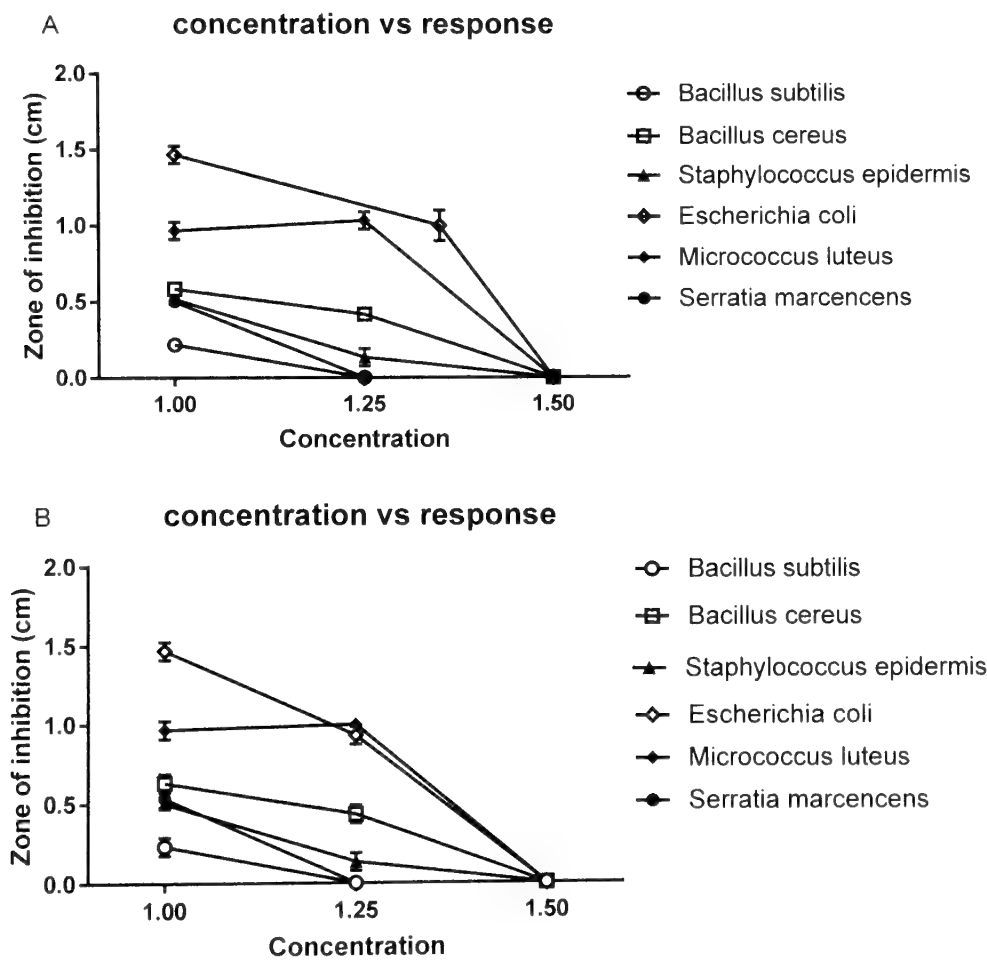 A
concentration vs response
2.0
1.5
1.0
0.5
0.0
Zone of inhibition (cm)
1.00
1.25
1.50
Concentration
Bacillus subtilis
Bacillus cereus
Staphylococcus epidermis
Escherichia coli
Micrococcus luteus
Serratia marcencens
B
concentration vs response
2.0
1.5
1.0
0.5
0.0
Zone of inhibition (cm)
1.00
1.25
1.50
Concentration
Bacillus subtilis
Bacillus cereus
Staphylococcus epidermis
Escherichia coli
Micrococcus luteus
Serratia marcencens